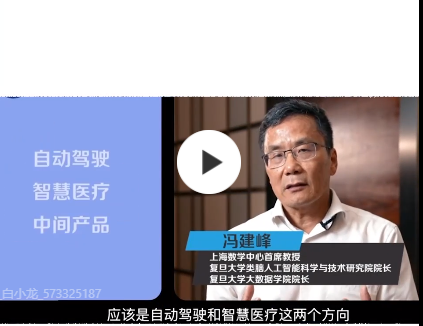 自动驾驶
智慧医疗
中间产品
冯建峰
上海数学中心首席教授
复旦大学类脑人工智能科学与技术研究院院长
复旦大学大数据学院院长
白小龙 573325187
应该是自动驾驶和智慧医疗这两个方向